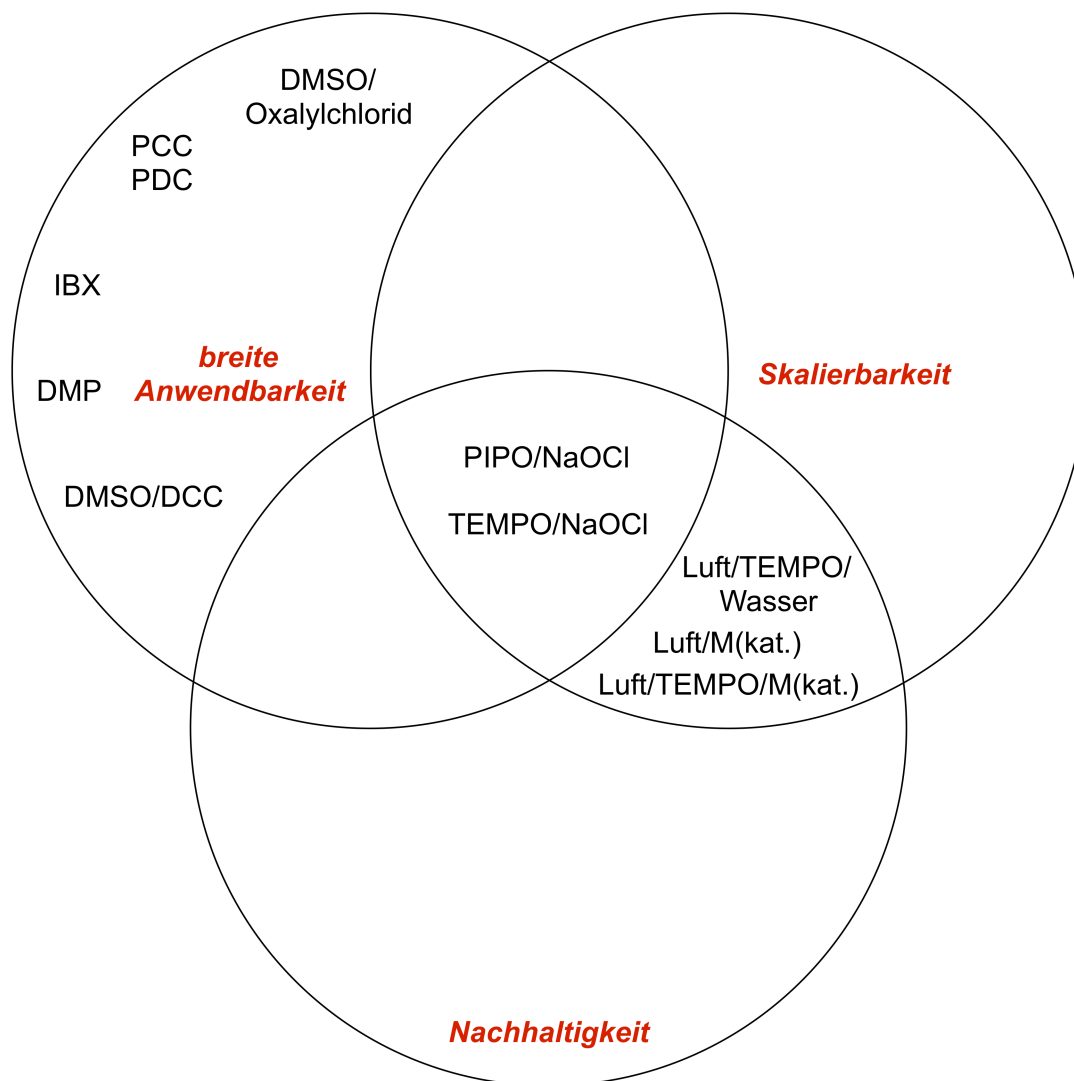 DMSO/
Oxalylchlorid
PCC
PDC
IBX
breite
Anwendbarkeit
DMP
DMSO/DCC
Skalierbarkeit
PIPO/NaOCl
TEMPO/NaOCl
Luft/TEMPO/
Wasser
Luft/M(kat.)
Luft/TEMPO/M(kat.)
Nachhaltigkeit